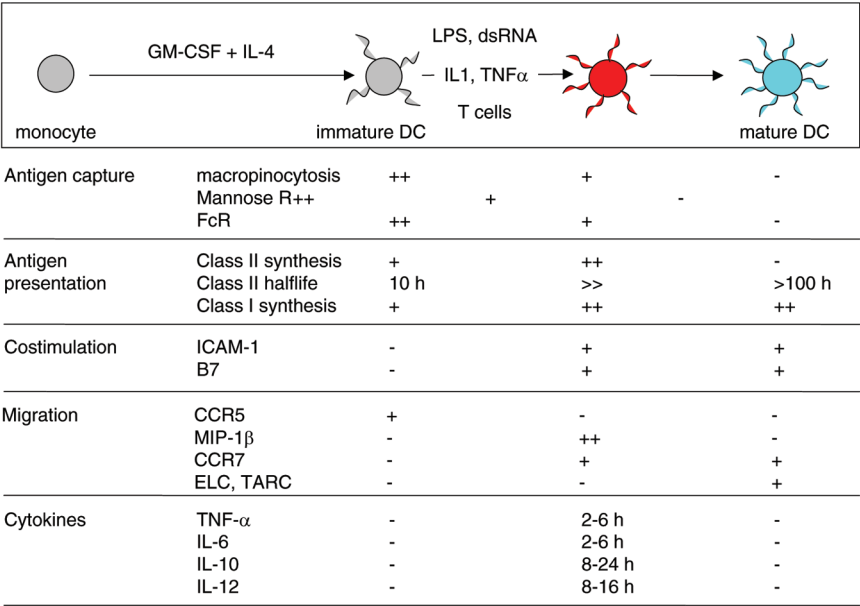 GM-CSF + IL-4
LPS, dsRNA
IL1, TNFα
T cells
monocyte
immature DC
mature DC
Antigen capture macropinocytosis ++ + -
Mannose R++ + -
FcR ++ + -
Antigen Class II synthesis + ++ -
presentation Class II halflife 10 h >> >100 h
Class I synthesis + ++ ++
Costimulation ICAM-1 - + +
B7 - + +
Migration CCR5 + - -
MIP-1β - ++ -
CCR7 - + +
ELC, TARC - - +
Cytokines TNF-α - 2-6 h -
IL-6 - 2-6 h -
IL-10 - 8-24 h -
IL-12 - 8-16 h -